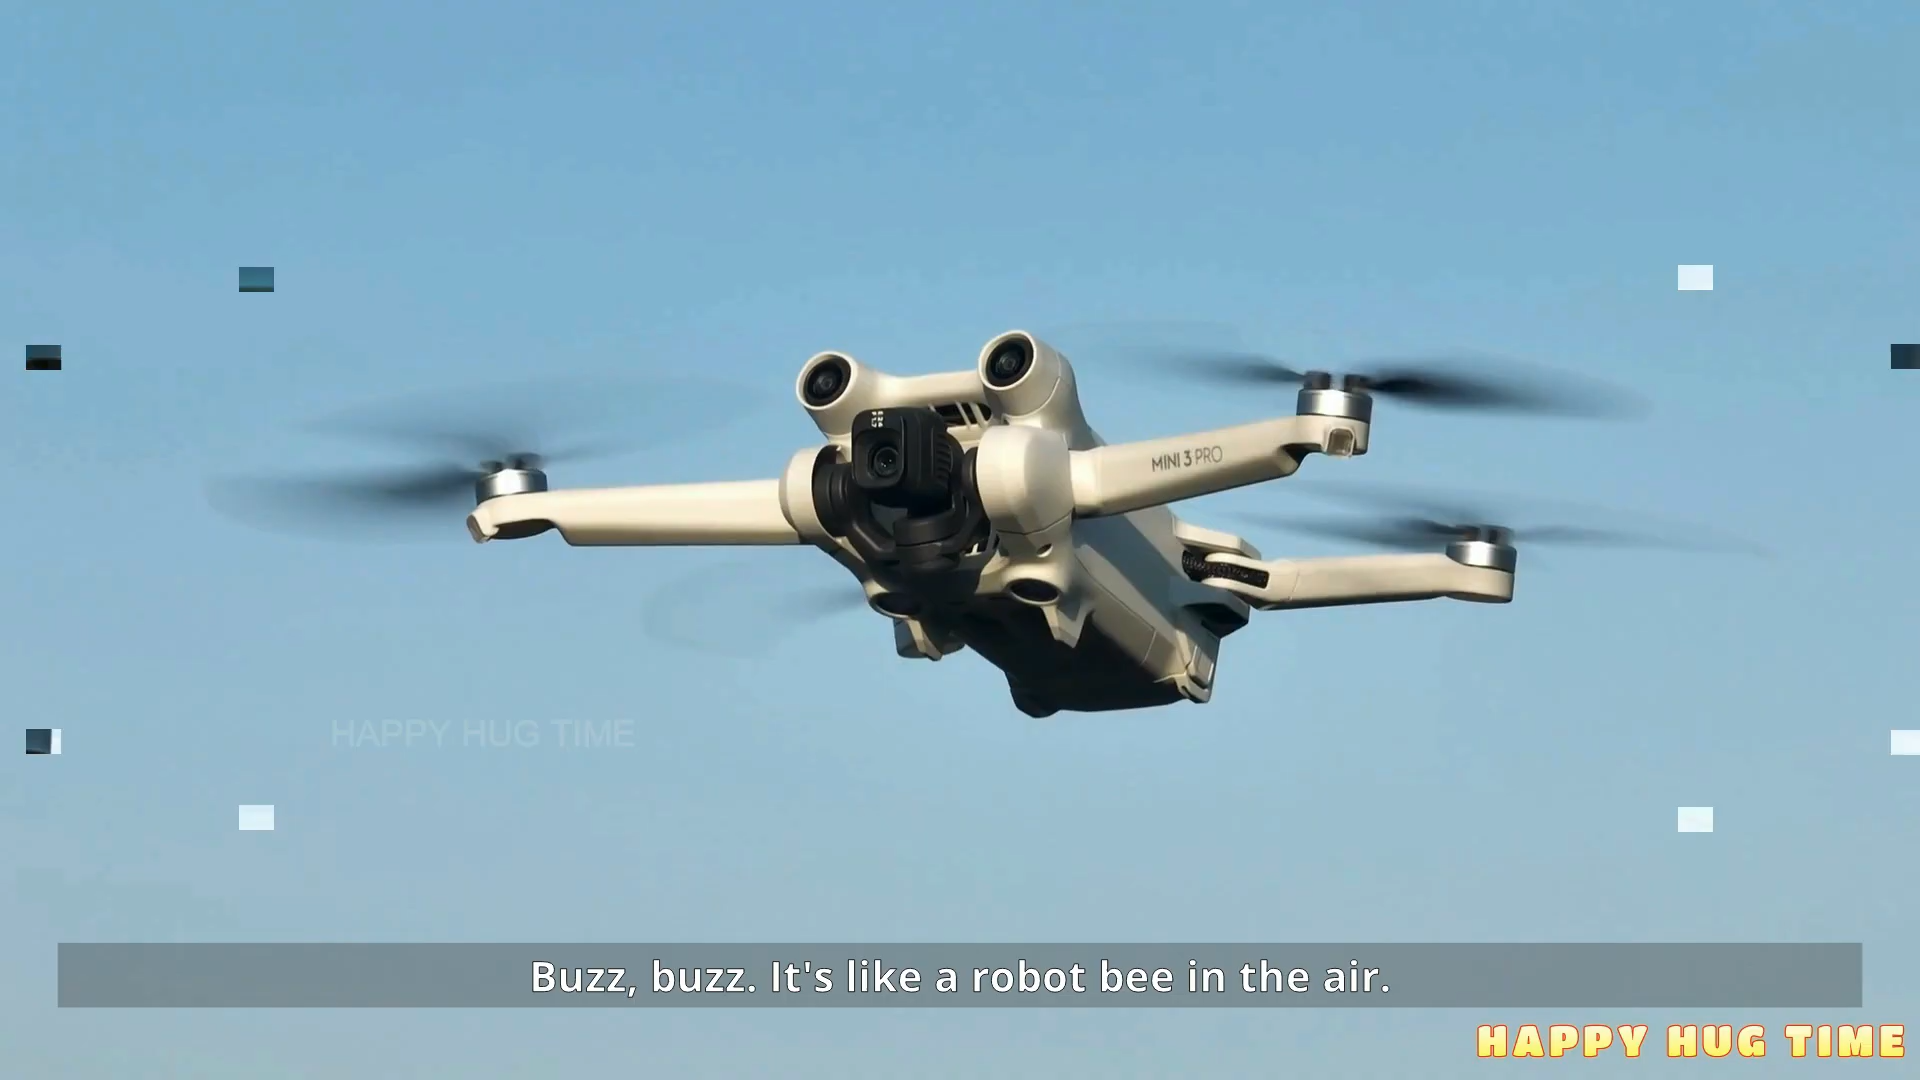 MINI 3 PRO
HAPPY HUG TIME
Buzz, buzz. It's like a robot bee in the air.
HAPPY HUG TIME